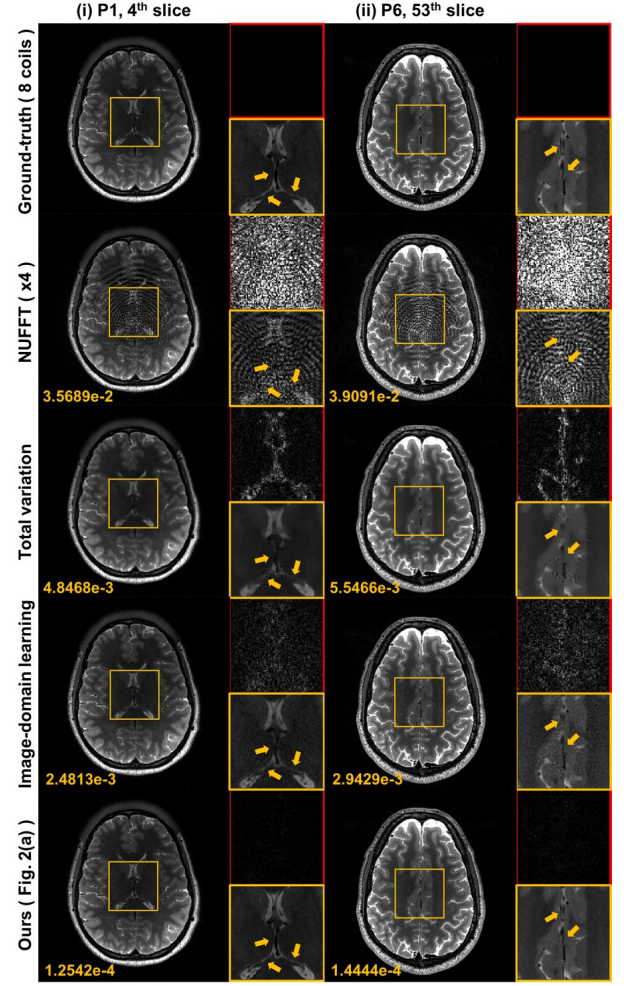 (i) P1, 4th slice
(ii) P6, 53th slice
Ground-truth ( 8 coils)
NUFFT ( x4)
3.5689e-2
3.9091e-2
Total variation
4.8468e-3
5.5466e-3
Image-domain learning
2.4813e-3
2.9429e-3
Ours ( Fig. 2(a) )
1.2542e-4
1.4444e-4